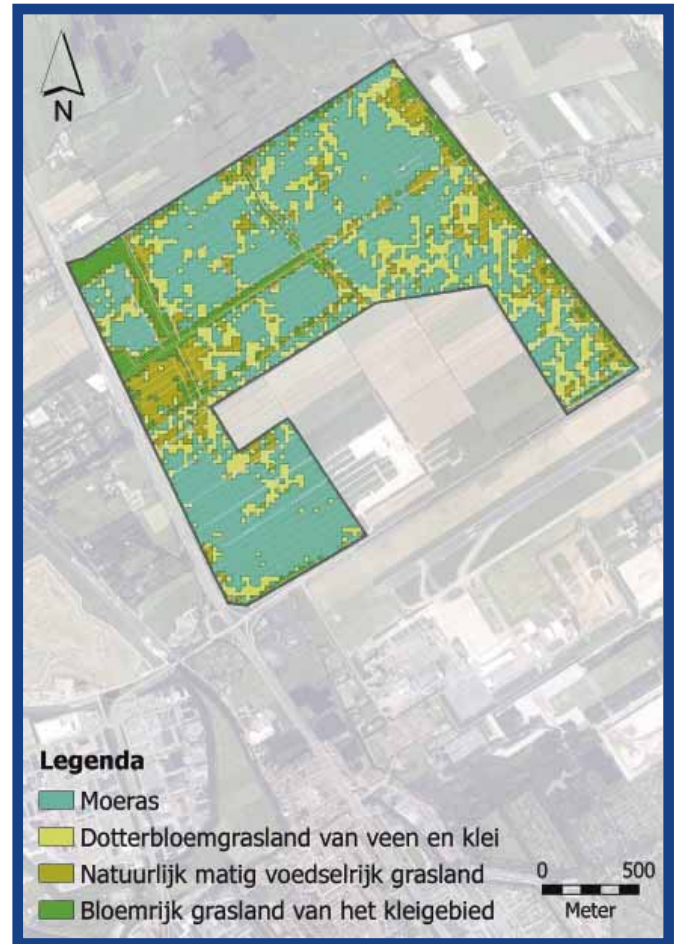 N
Legenda
Moeras
Dotterbloemgrasland van veen en klei
Natuurlijk matig voedselrijk grasland
Bloemrijk grasland van het kleigebied
0 500
Meter